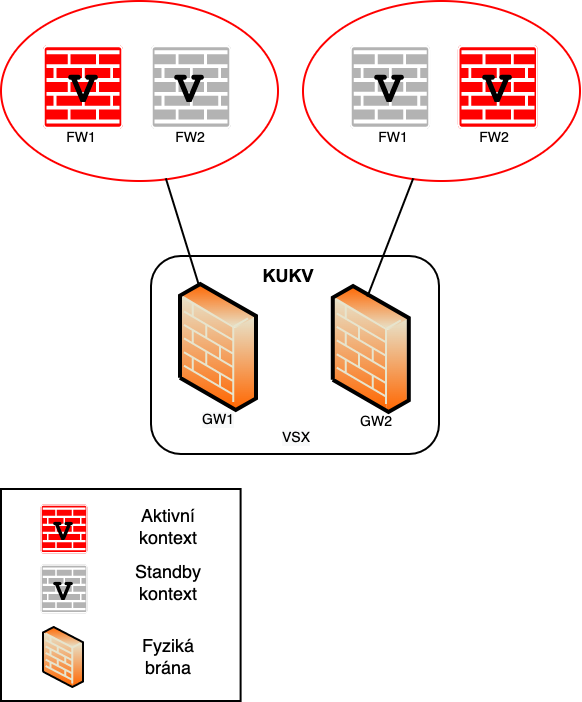 V
V
V
V
FW1
FW2
FW1
FW2
KUKV
GW1
GW2
VSX
V
Aktivní
kontext
V
Standby
kontext
Fyziká
brána